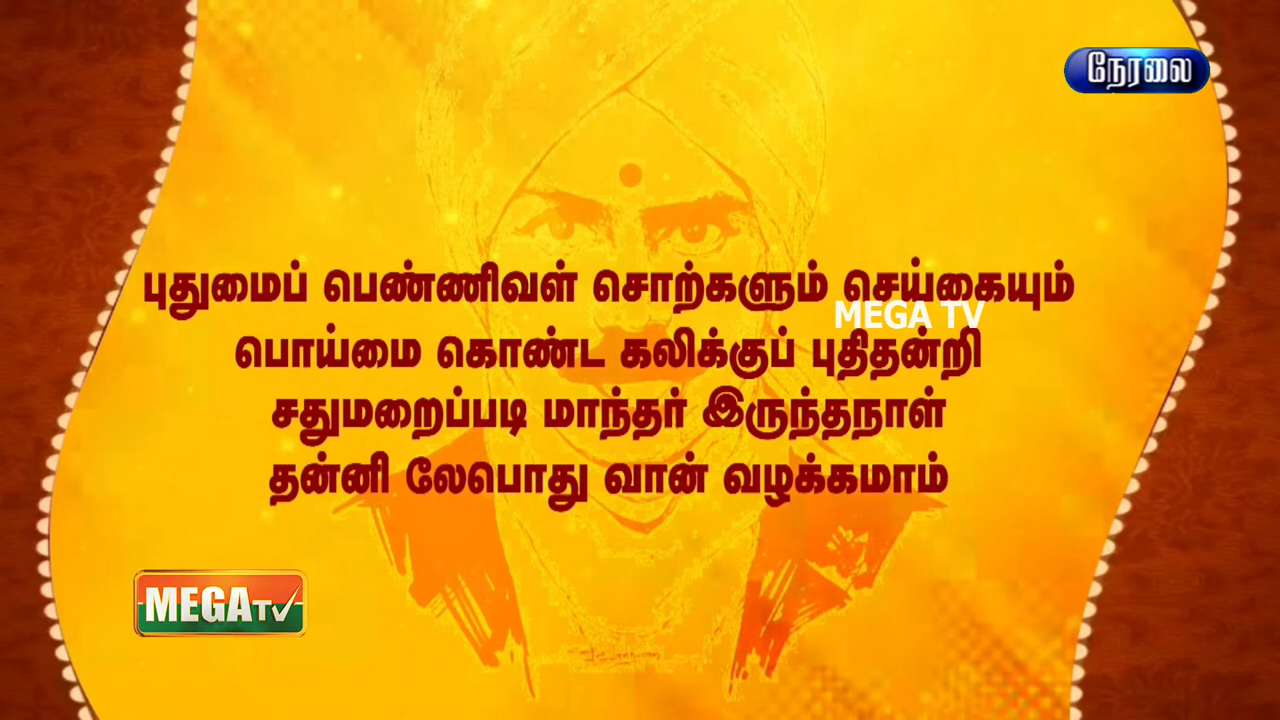 நேரலை
புதுமைப் பெண்ணிவள் சொற்களும் செய்கையும்
MEGA TV
பொய்மை கொண்ட கலிக்குப் புதிதன்றி
சதுமறைப்படி மாந்தர் இருந்தநாள்
தன்னி லேபொது வான் வழக்கமாம்
MEGA TV